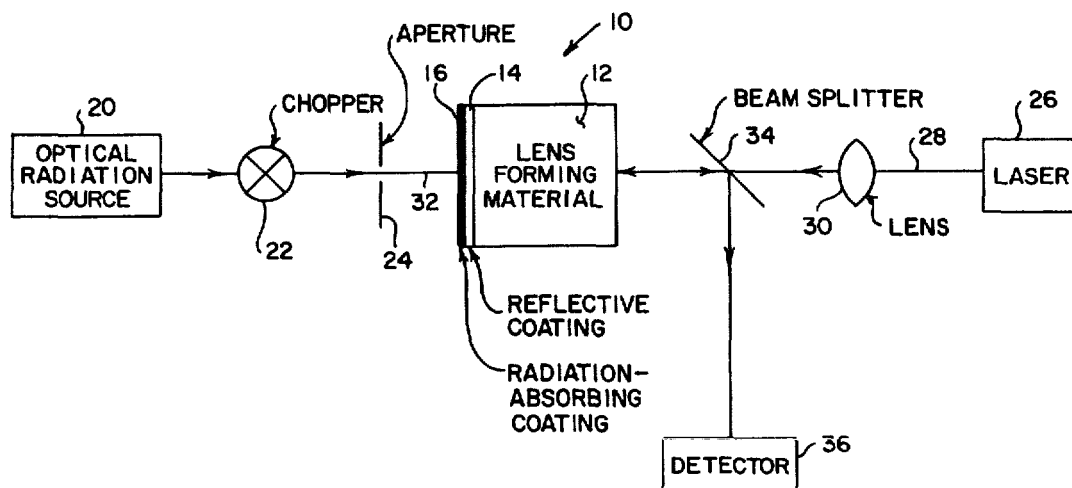 10
APERTURE
16
14
12
CHOPPER
BEAM SPLITTER
20
34
26
OPTICAL
RADIATION
SOURCE
LENS
FORMING
MATERIAL
28
LASER
32
30
LENS
22
24
REFLECTIVE
COATING
RADIATION-
ABSORBING
COATING
DETECTOR
36